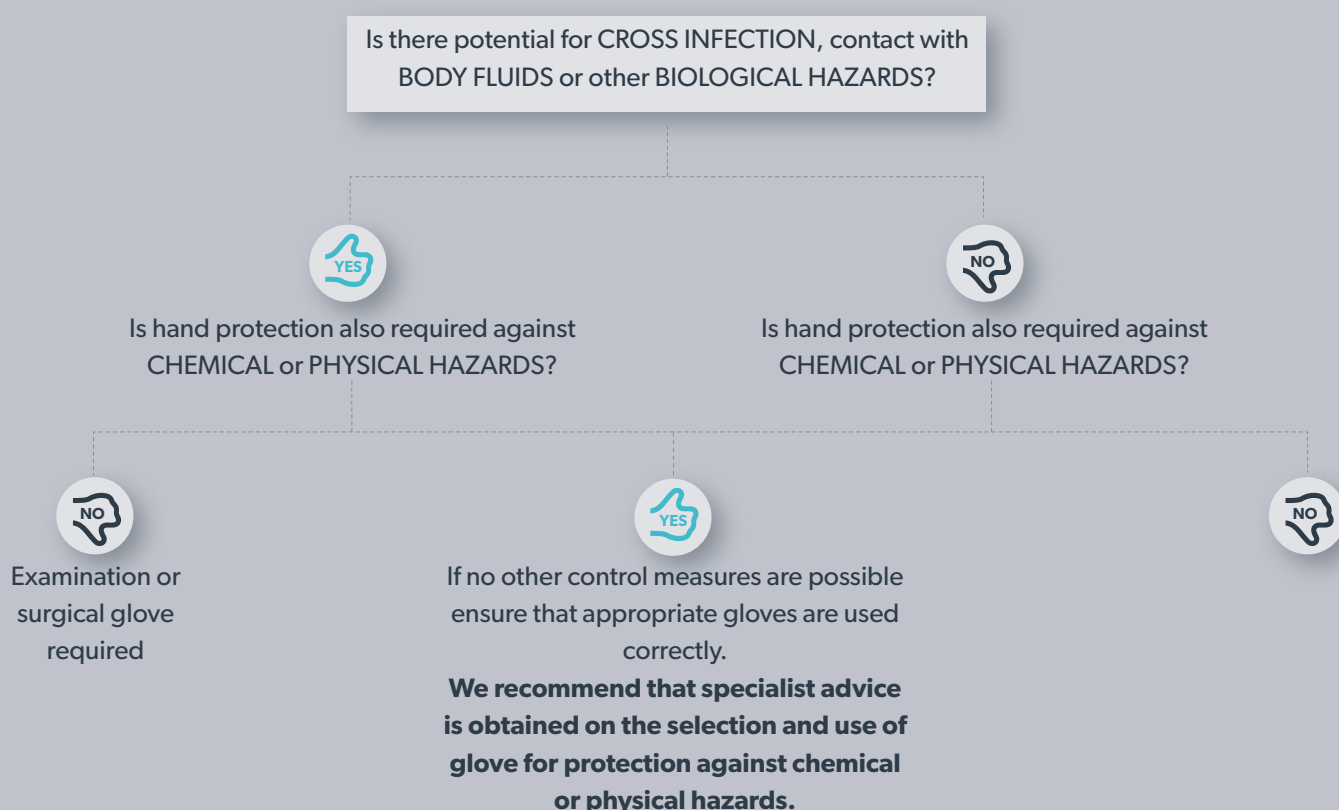 Is there potential for CROSS INFECTION, contact with
BODY FLUIDS or other BIOLOGICAL HAZARDS?
YES
NO
Is hand protection also required against
CHEMICAL or PHYSICAL HAZARDS?
Is hand protection also required against
CHEMICAL or PHYSICAL HAZARDS?
NO
YES
NO
Examination or
surgical glove
required
If no other control measures are possible
ensure that appropriate gloves are used
correctly.
We recommend that specialist advice
is obtained on the selection and use of
glove for protection against chemical
or physical hazards.